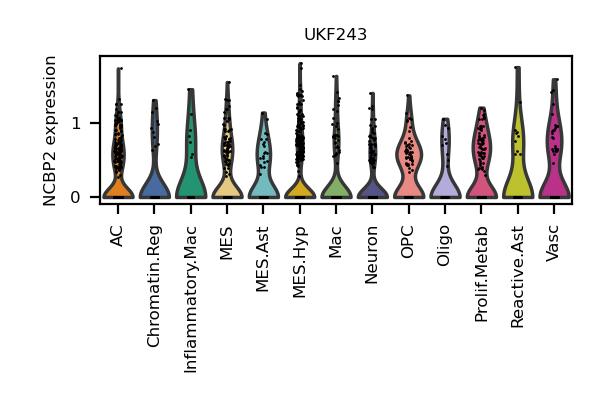 UKF243
NCBP2 expression
1
0
AC
Chromatin.Reg
Inflammatory.Mac
MES
MES.Ast
MES.Hyp
Mac
Neuron
OPC
Oligo
Prolif.Metab
Reactive.Ast
Vasc